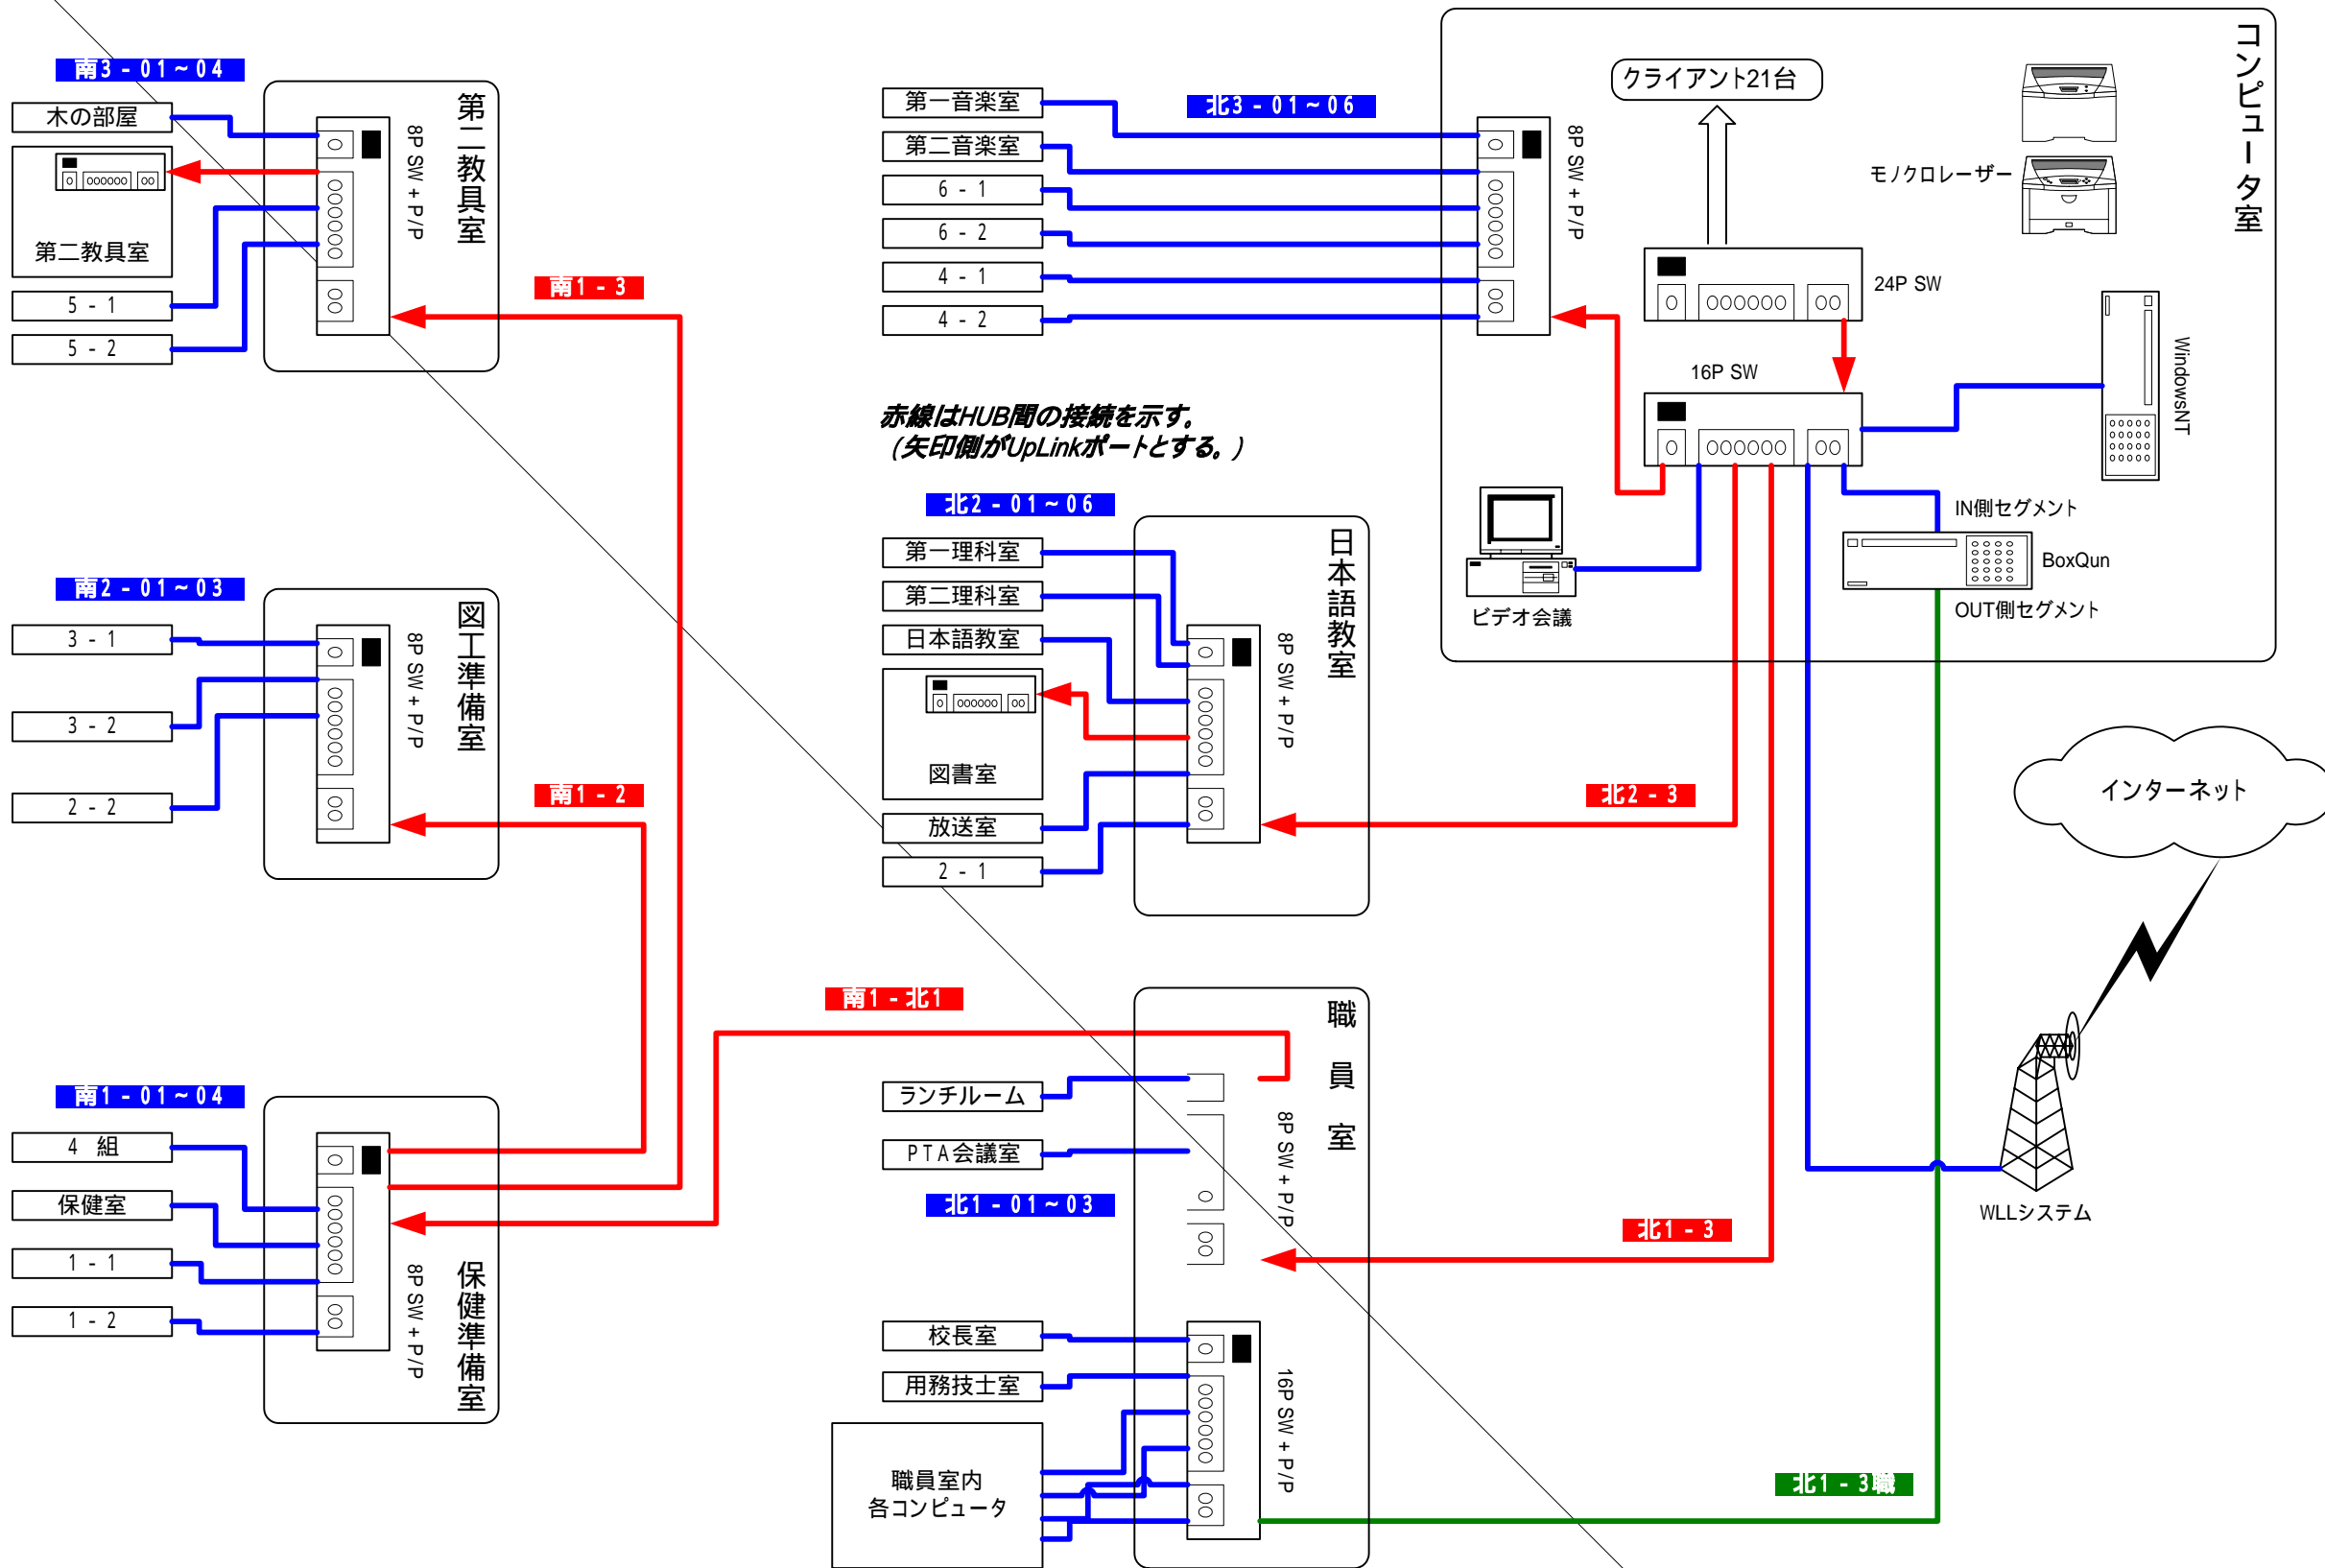 南3-01~04
木の部屋
第二教具室
5-1
5-2
第二教具室
8P SW + P/P
南1-3
南2-01~03
3-1
3-2
2-2
図工準備室
8P SW + P/P
南1-2
南1-01~04
4 組
保健室
1-1
1-2
保健準備室
8P SW + P/P
第一音楽室
第二音楽室
6-1
6-2
4-1
4-2
北3-01~06
8P SW + P/P
コンピュータ室
クライアント21台
モノクロレーザー
24P SW
16P SW
WindowsNT
ビデオ会議
IN側セグメント
BoxQun
OUT側セグメント
赤線はHUB間の接続を示す。
(矢印側がUpLinkポートとする。)
北2-01~06
第一理科室
第二理科室
日本語教室
図書室
放送室
2-1
日本語教室
8P SW + P/P
北2-3
インターネット
WLLシステム
南1-北1
職員室
ランチルーム
PTA会議室
北1-01~03
8P SW + P/P
北1-3
校長室
用務技士室
職員室内
各コンピュータ
16P SW + P/P
北1-3職